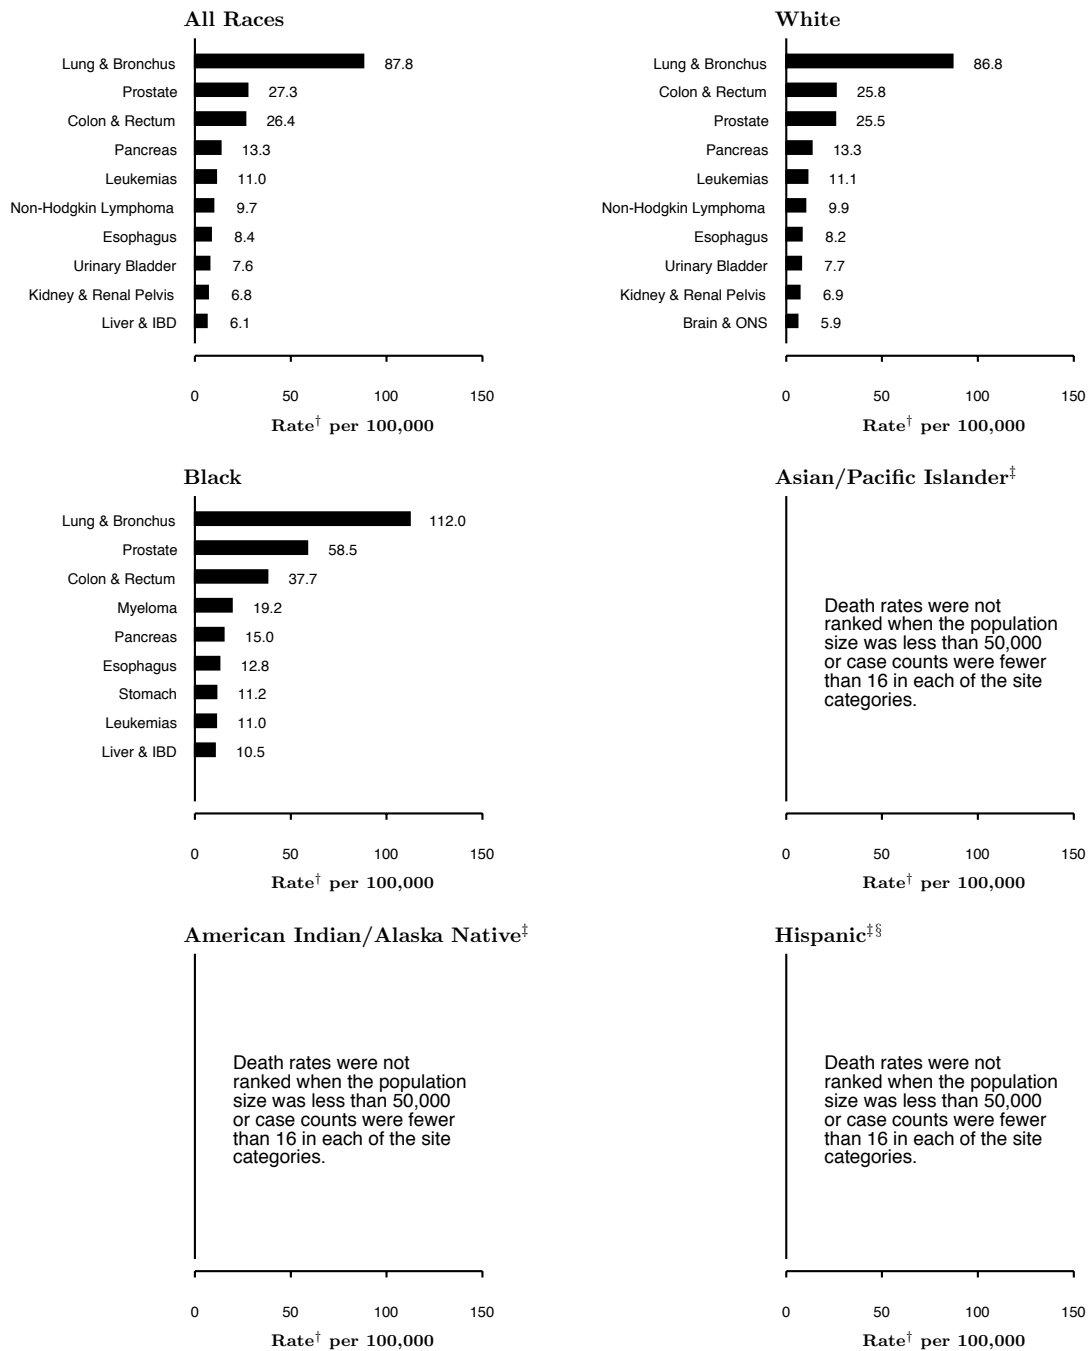 All Races
Lung & Bronchus 87.8
Prostate 27.3
Colon & Rectum 26.4
Pancreas 13.3
Leukemias 11.0
Non-Hodgkin Lymphoma 9.7
Esophagus 8.4
Urinary Bladder 7.6
Kidney & Renal Pelvis 6.8
Liver & IBD 6.1
0 50 100 150
Rate† per 100,000
White
Lung & Bronchus 86.8
Colon & Rectum 25.8
Prostate 25.5
Pancreas 13.3
Leukemias 11.1
Non-Hodgkin Lymphoma 9.9
Esophagus 8.2
Urinary Bladder 7.7
Kidney & Renal Pelvis 6.9
Brain & ONS 5.9
0 50 100 150
Rate† per 100,000
Black
Lung & Bronchus 112.0
Prostate 58.5
Colon & Rectum 37.7
Myeloma 19.2
Pancreas 15.0
Esophagus 12.8
Stomach 11.2
Leukemias 11.0
Liver & IBD 10.5
0 50 100 150
Rate† per 100,000
Asian/Pacific Islander‡
Death rates were not
ranked when the population
size was less than 50,000
or case counts were fewer
than 16 in each of the site
categories.
0 50 100 150
Rate† per 100,000
American Indian/Alaska Native‡
Death rates were not
ranked when the population
size was less than 50,000
or case counts were fewer
than 16 in each of the site
categories.
0 50 100 150
Rate† per 100,000
Hispanic‡§
Death rates were not
ranked when the population
size was less than 50,000
or case counts were fewer
than 16 in each of the site
categories.
0 50 100 150
Rate† per 100,000